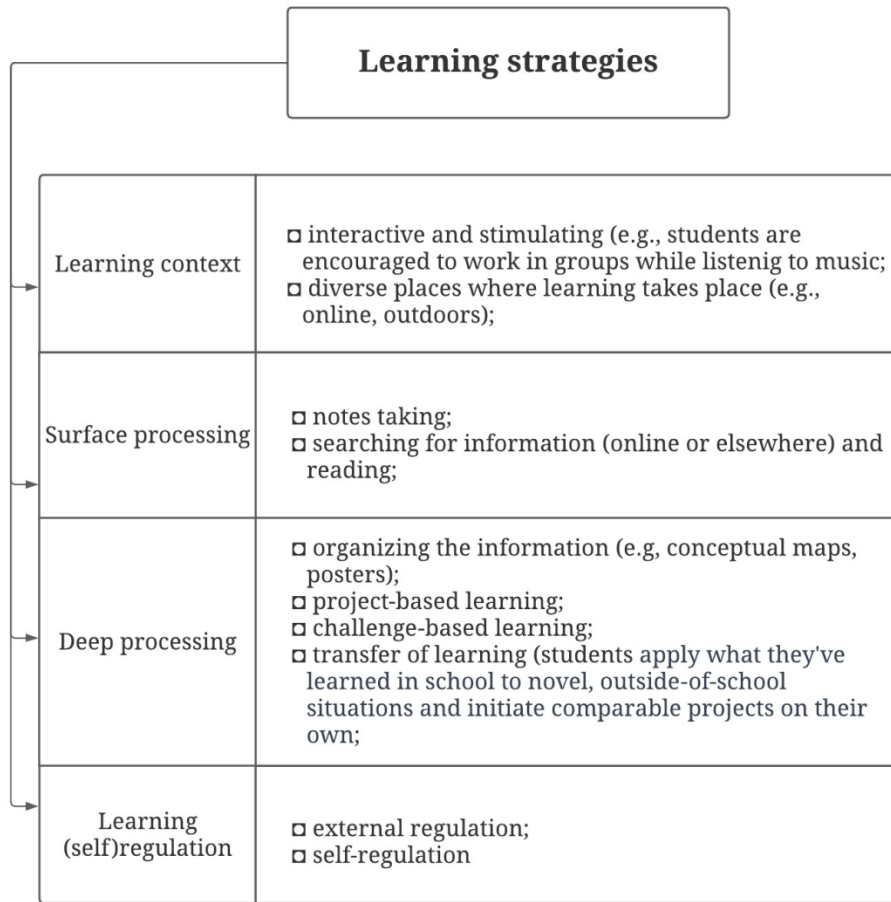 Learning strategies
Learning context
◘ interactive and stimulating (e.g., students are
encouraged to work in groups while listenig to music;
◘ diverse places where learning takes place (e.g.,
online, outdoors);
Surface processing
◘ notes taking;
◘ searching for information (online or elsewhere) and
reading;
Deep processing
◘ organizing the information (e.g, conceptual maps,
posters);
◘ project-based learning;
◘ challenge-based learning;
◘ transfer of learning (students apply what they've
learned in school to novel, outside-of-school
situations and initiate comparable projects on their
own;
Learning
(self)regulation
◘ external regulation;
◘ self-regulation